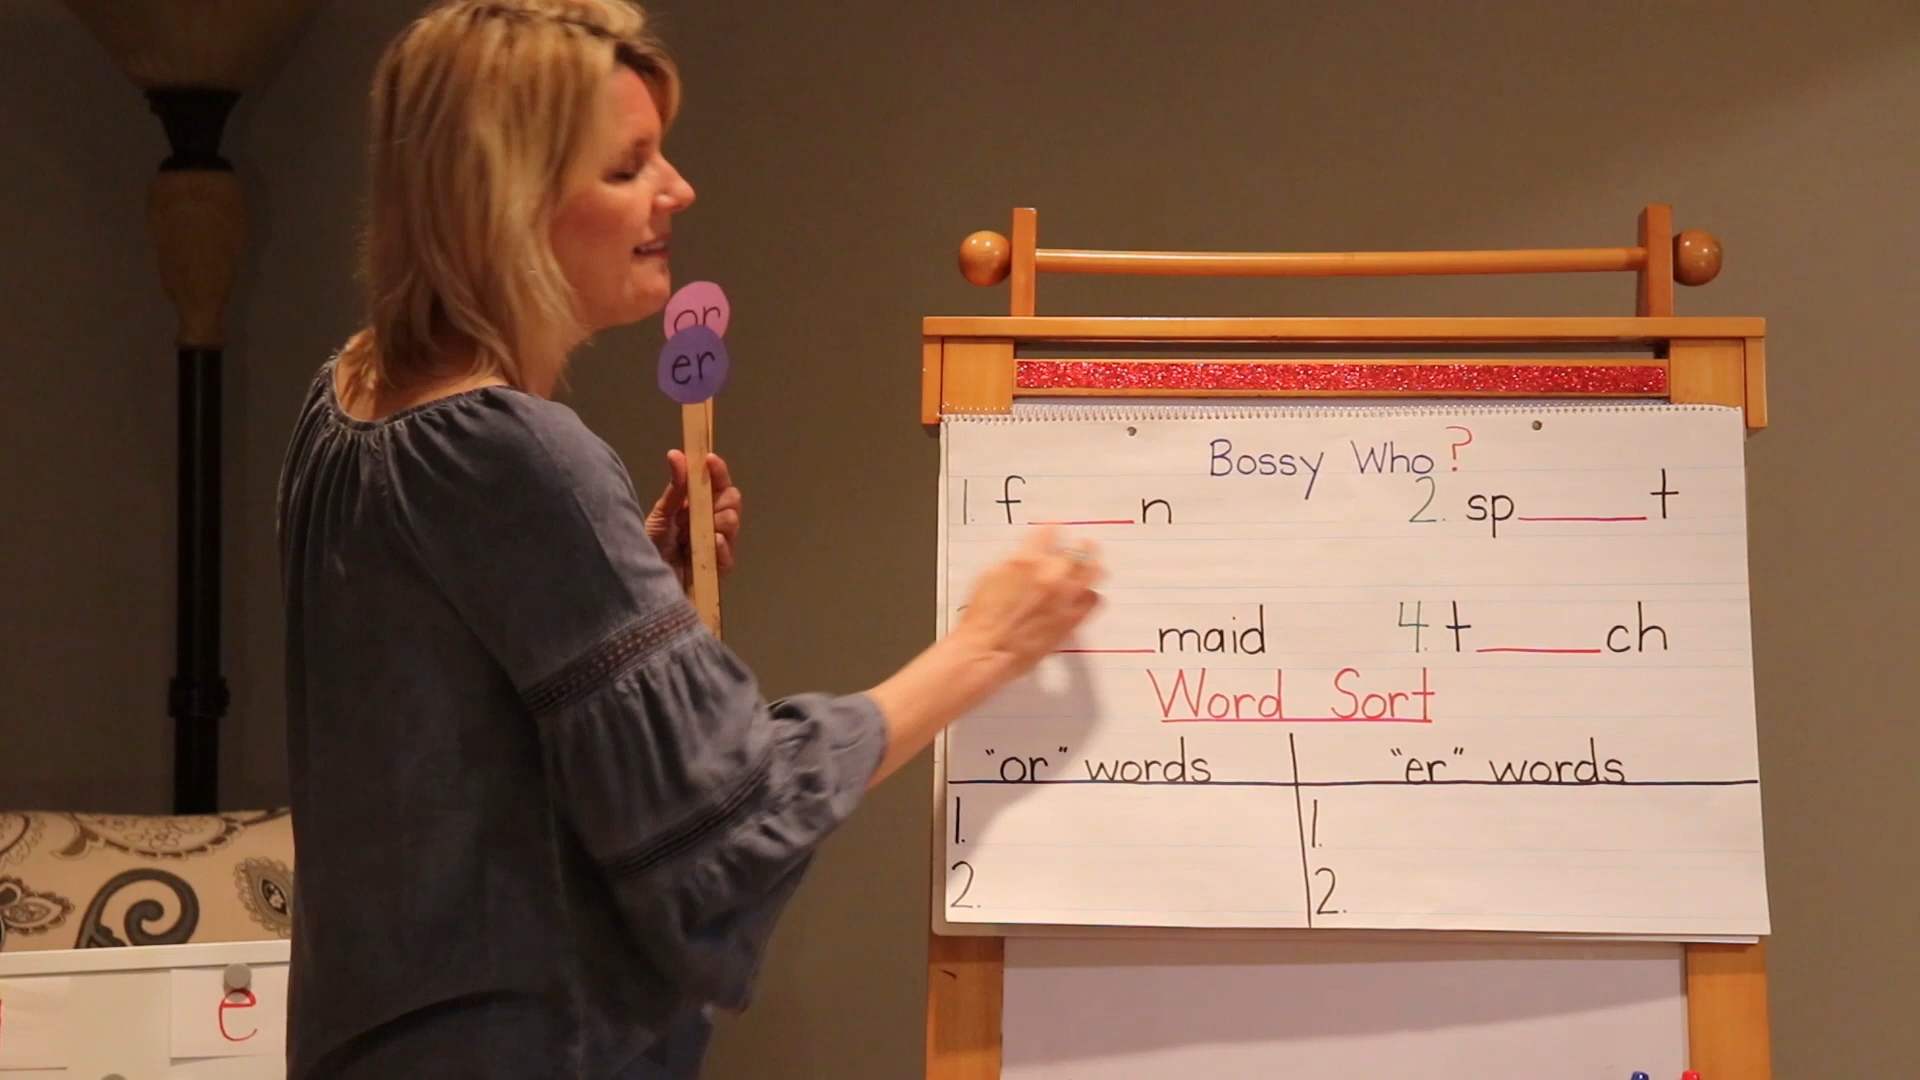 or
er
Bossy Who?
1. f____n 2. sp____t
____maid 4. t____ch
Word Sort
"or" words "er" words
1. 1.
2. 2.
e